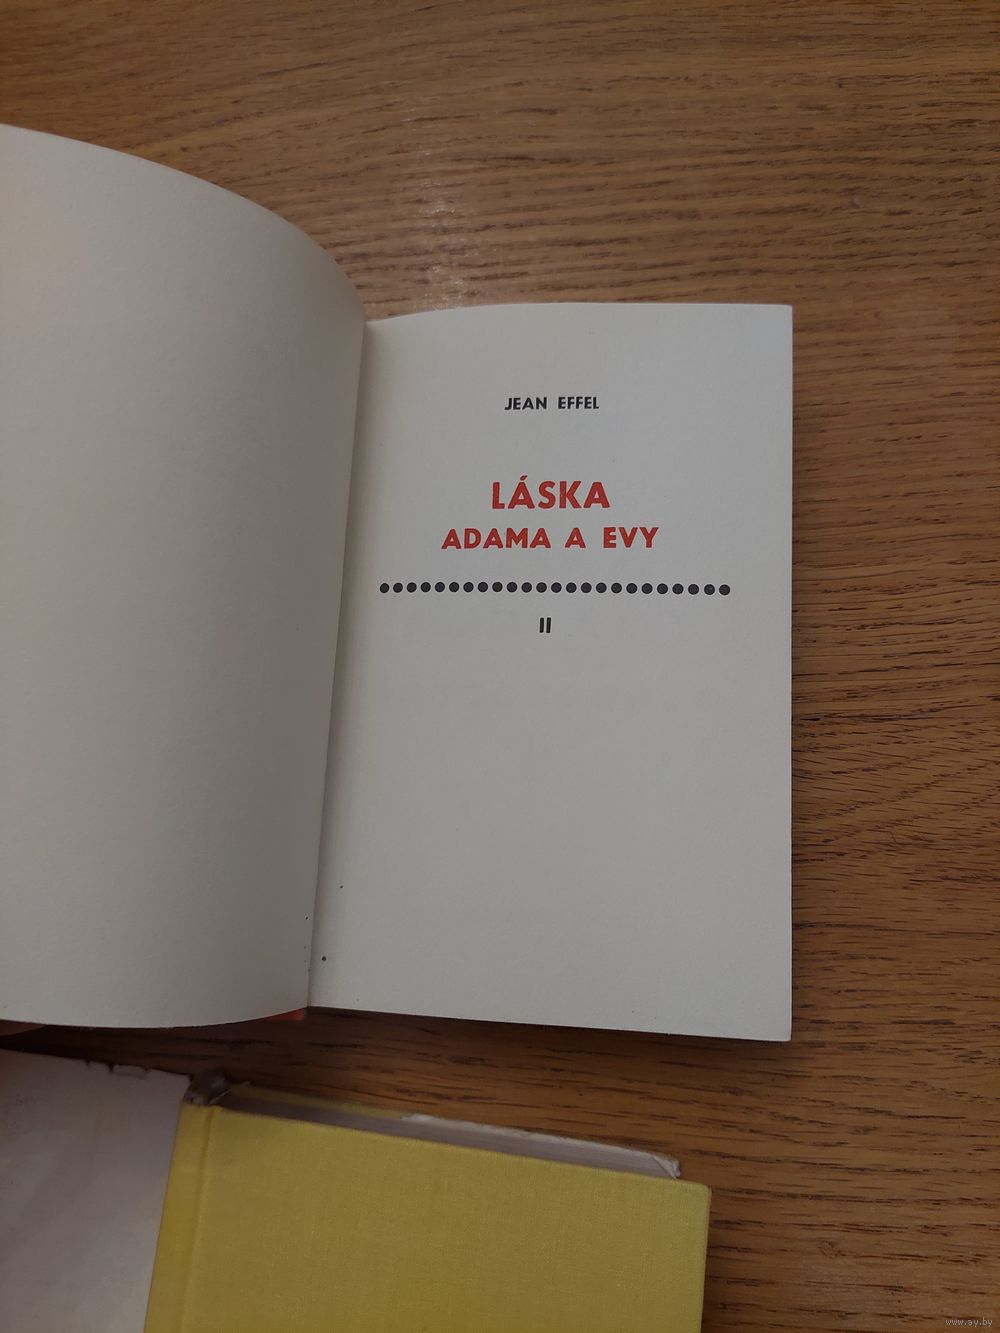 JEAN EFFEL
LÁSKA
ADAMA A EVY
II
www.ay.by